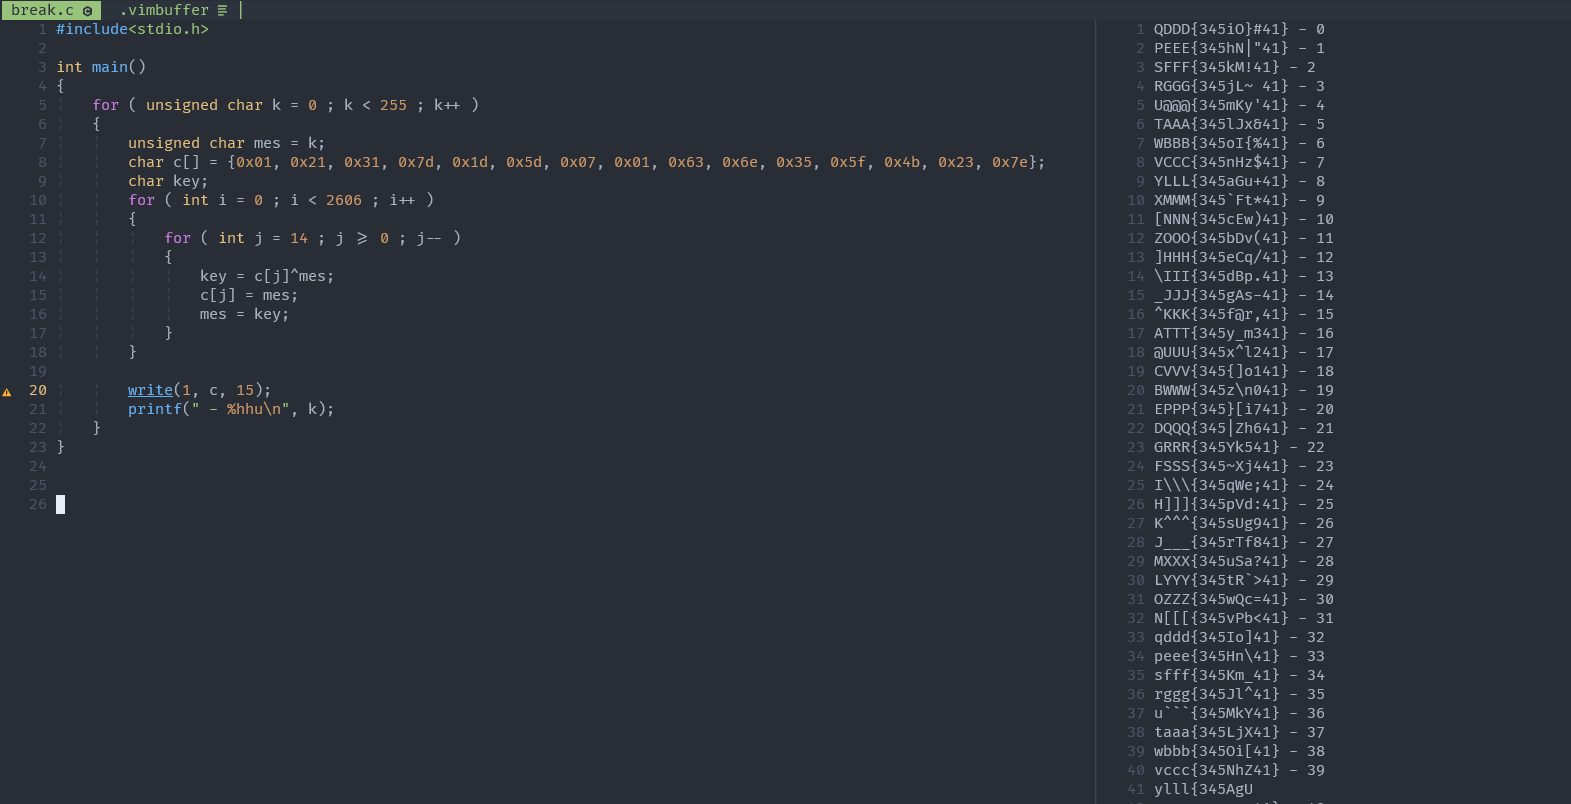 break.c .vimbuffer
1 #include<stdio.h>
2
3 int main()
4 {
5 for ( unsigned char k = 0 ; k < 255 ; k++ )
6 {
7 unsigned char mes = k;
8 char c[] = {0x01, 0x21, 0x31, 0x7d, 0x1d, 0x5d, 0x07, 0x01, 0x63, 0x6e, 0x35, 0x5f, 0x4b, 0x23, 0x7e};
9 char key;
10 for ( int i = 0 ; i < 2606 ; i++ )
11 {
12 for ( int j = 14 ; j >= 0 ; j-- )
13 {
14 key = c[j]^mes;
15 c[j] = mes;
16 mes = key;
17 }
18 }
19
20 write(1, c, 15);
21 printf(" - %hhu\n", k);
22 }
23 }
24
25
26
1 QDDD{345iO}#41} - 0
2 PEEE{345hN|"41} - 1
3 SFFF{345kM!41} - 2
4 RGGG{345jL~ 41} - 3
5 U@@@{345mKy'41} - 4
6 TAAA{345lJx&41} - 5
7 WBBB{345oI{%41} - 6
8 VCCC{345nHz$41} - 7
9 YLLL{345aGu+41} - 8
10 XMMM{345`Ft*41} - 9
11 [NNN{345cEw)41} - 10
12 ZOOO{345bDv(41} - 11
13 ]HHH{345eCq/41} - 12
14 \III{345dBp.41} - 13
15 _JJJ{345gAs-41} - 14
16 ^KKK{345f@r,41} - 15
17 ATTT{345y_m341} - 16
18 @UUU{345x^l241} - 17
19 CVVV{345{]o141} - 18
20 BWWW{345z\n041} - 19
21 EPPP{345}[i741} - 20
22 DQQQ{345|Zh641} - 21
23 GRRR{345Yk541} - 22
24 FSSS{345~Xj441} - 23
25 I\\\{345qWe;41} - 24
26 H]]]{345pVd:41} - 25
27 K^^^{345sUg941} - 26
28 J___{345rTf841} - 27
29 MXXX{345uSa?41} - 28
30 LYYY{345tR`>41} - 29
31 OZZZ{345wQc=41} - 30
32 N[[[{345vPb<41} - 31
33 qddd{345Io]41} - 32
34 peee{345Hn\41} - 33
35 sfff{345Km_41} - 34
36 rggg{345Jl^41} - 35
37 u```{345MkY41} - 36
38 taaa{345LjX41} - 37
39 wbbb{345Oi[41} - 38
40 vccc{345NhZ41} - 39
41 ylll{345AgU